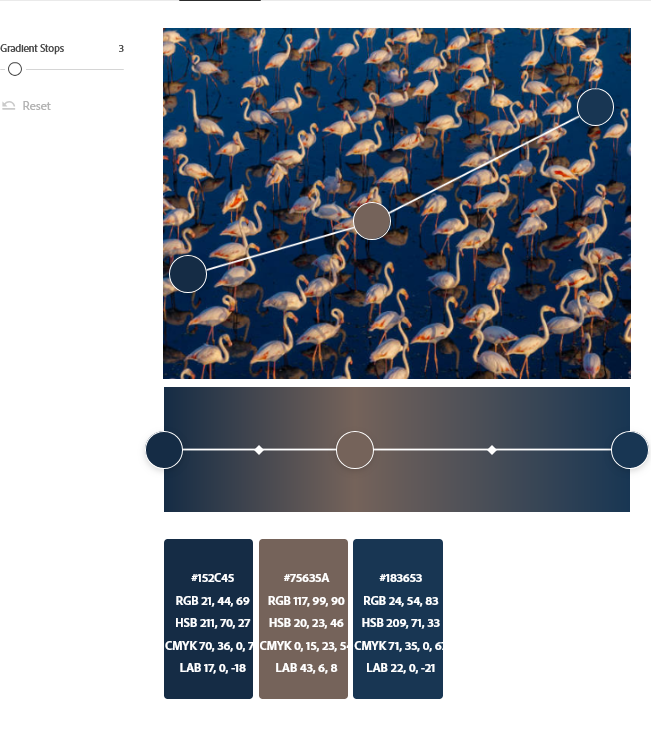 Gradient Stops 3
Reset
#152C45
RGB 21, 44, 69
HSB 211, 70, 27
CMYK 70, 36, 0, 7
LAB 17, 0, -18
#75635A
RGB 117, 99, 90
HSB 20, 23, 46
CMYK 0, 15, 23, 5
LAB 43, 6, 8
#183653
RGB 24, 54, 83
HSB 209, 71, 33
CMYK 71, 35, 0, 6
LAB 22, 0, -21